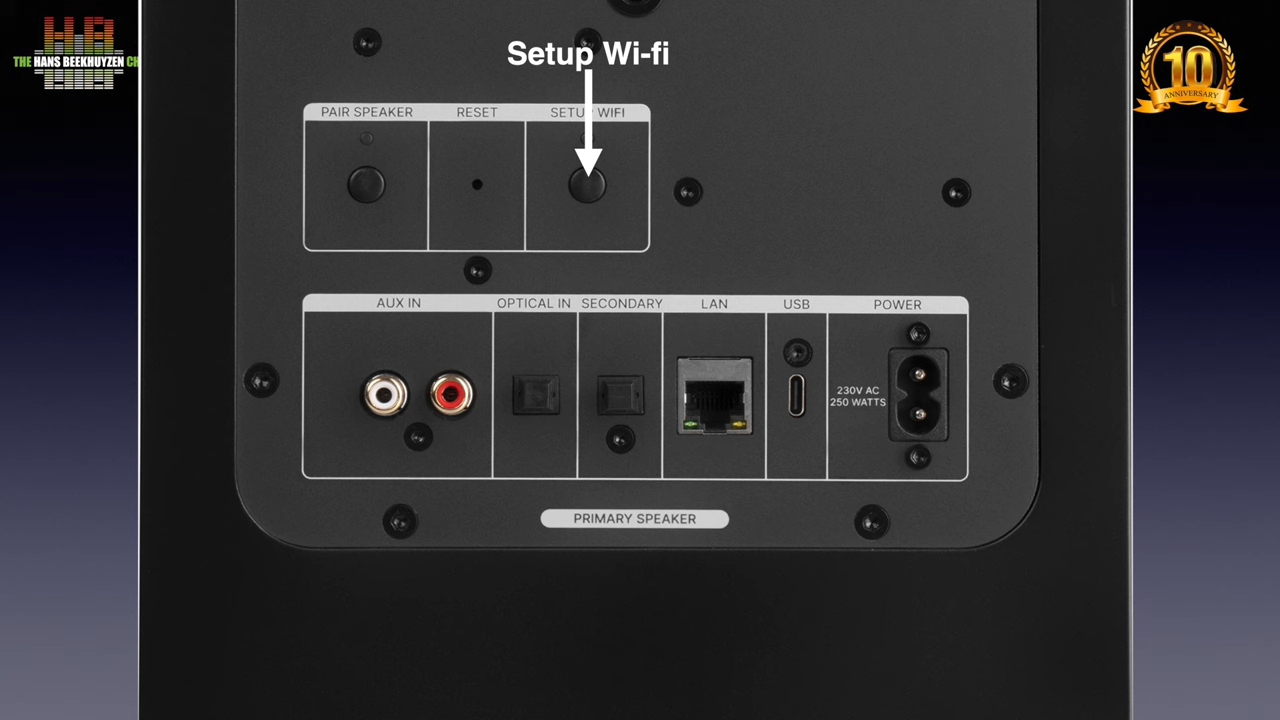 THE HANS BEEKHUYZEN CH
10
ANNIVERSARY
Setup Wi-fi
PAIR SPEAKER
RESET
SETUP WIFI
AUX IN
OPTICAL IN
SECONDARY
LAN
USB
POWER
230V AC
250 WATTS
PRIMARY SPEAKER